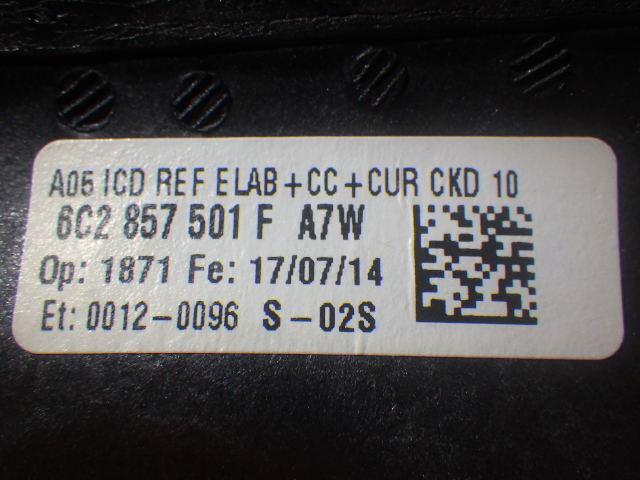 A05 ICD REF ELAB+CC+CUR CKD 10
6C2 857 501 F A7W
Op: 1871 Fe: 17/07/14
Et: 0012-0096 S-02S